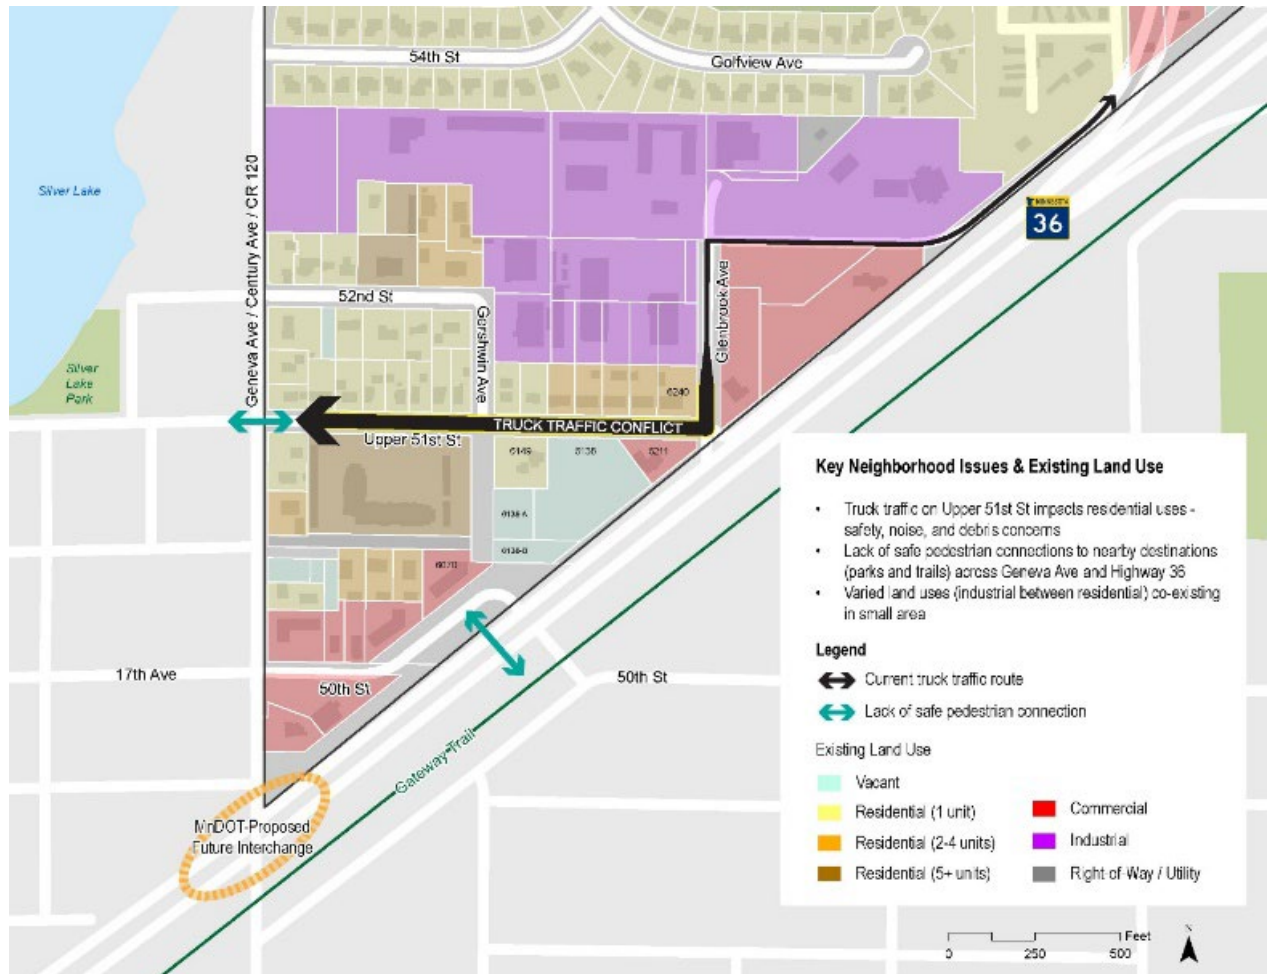 54th St
Golfview Ave
Geneva Ave / Century Ave / CR 120
Silver Lake
MINNESOTA
36
52nd St
Gershwin Ave
Glenbrook Ave
Silver
Lake
Park
6240
TRUCK TRAFFIC CONFLICT
Upper 51st St
6149
6136
6211
6136-A
6136-B
6070
17th Ave
50th St
50th St
Gateway Trail
MnDOT-Proposed
Future Interchange
Key Neighborhood Issues & Existing Land Use
• Truck traffic on Upper 51st St impacts residential uses -
safety, noise, and debris concerns
• Lack of safe pedestrian connections to nearby destinations
(parks and trails) across Geneva Ave and Highway 36
• Varied land uses (industrial between residential) co-existing
in small area
Legend
Current truck traffic route
Lack of safe pedestrian connection
Existing Land Use
Vacant
Residential (1 unit)
Commercial
Residential (2-4 units)
Industrial
Residential (5+ units)
Right-of-Way / Utility
Feet
0 250 500
N